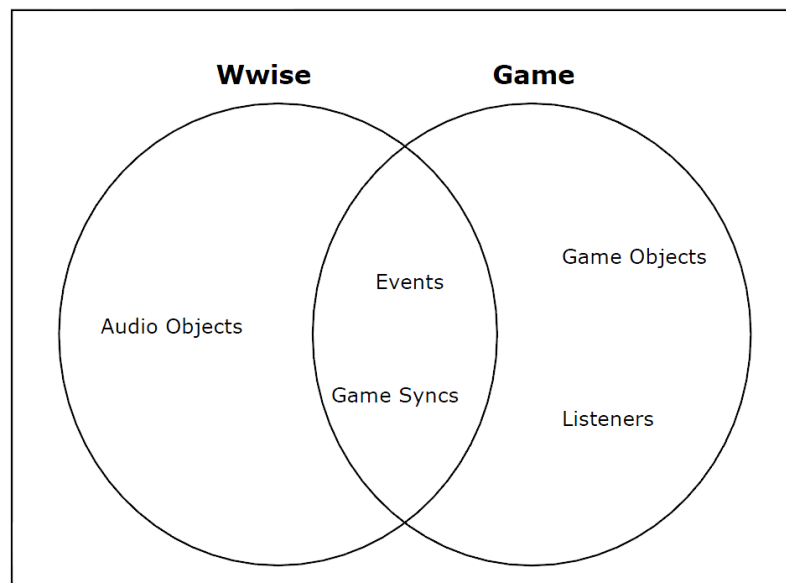 Wwise
Game
Events
Game Objects
Audio Objects
Game Syncs
Listeners